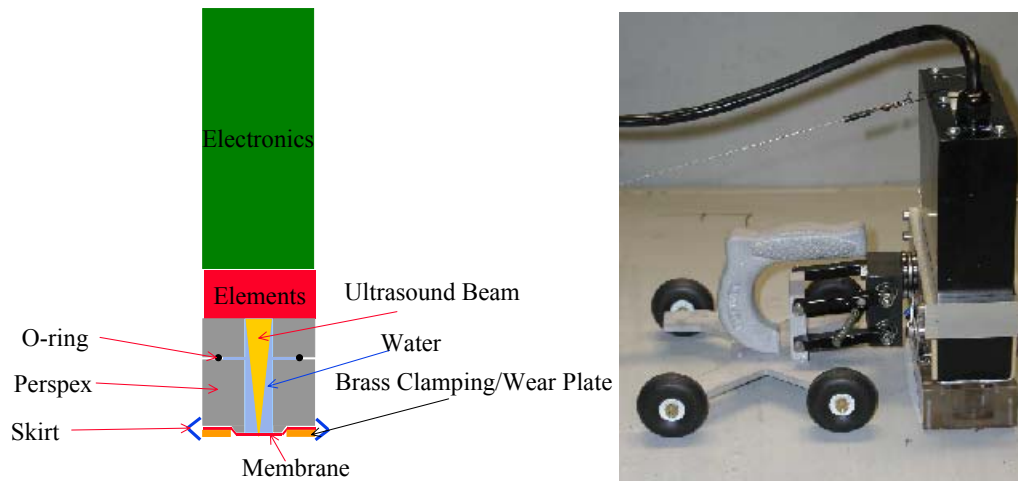 Electronics
Elements
Ultrasound Beam
O-ring
Water
Perspex
Brass Clamping/Wear Plate
Skirt
Membrane